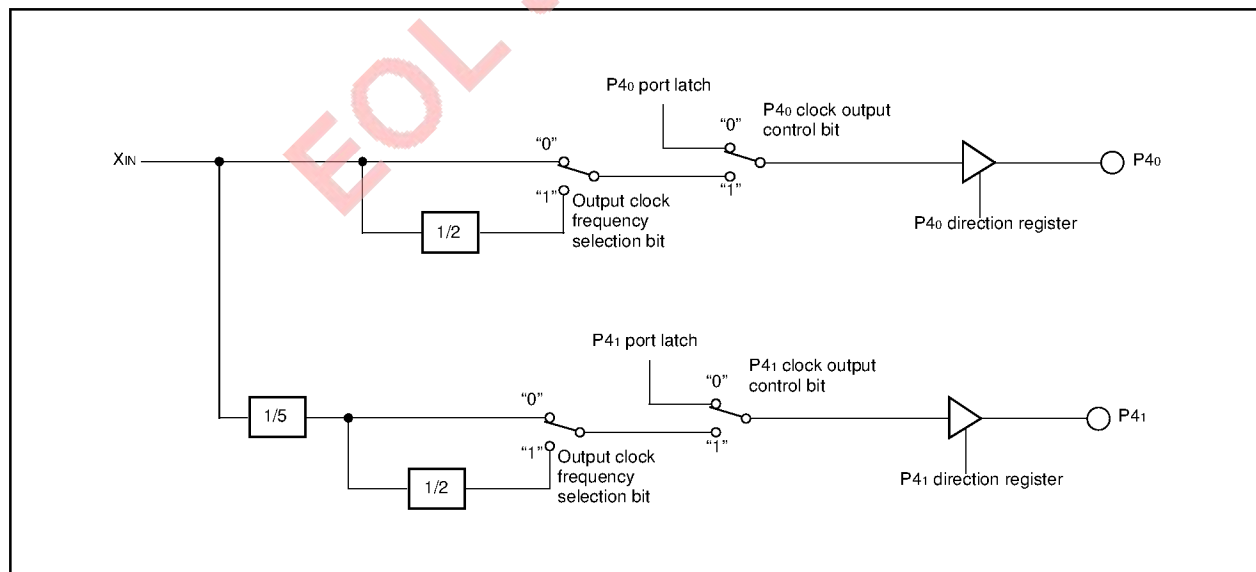 EOL
P40 port latch
P40 clock output
control bit
"0"
"0"
XIN
P40
"1"
"1"
Output clock
frequency
selection bit
1/2
P40 direction register
P41 port latch
P41 clock output
control bit
"0"
"0"
1/5
P41
"1"
"1"
Output clock
frequency
selection bit
1/2
P41 direction register